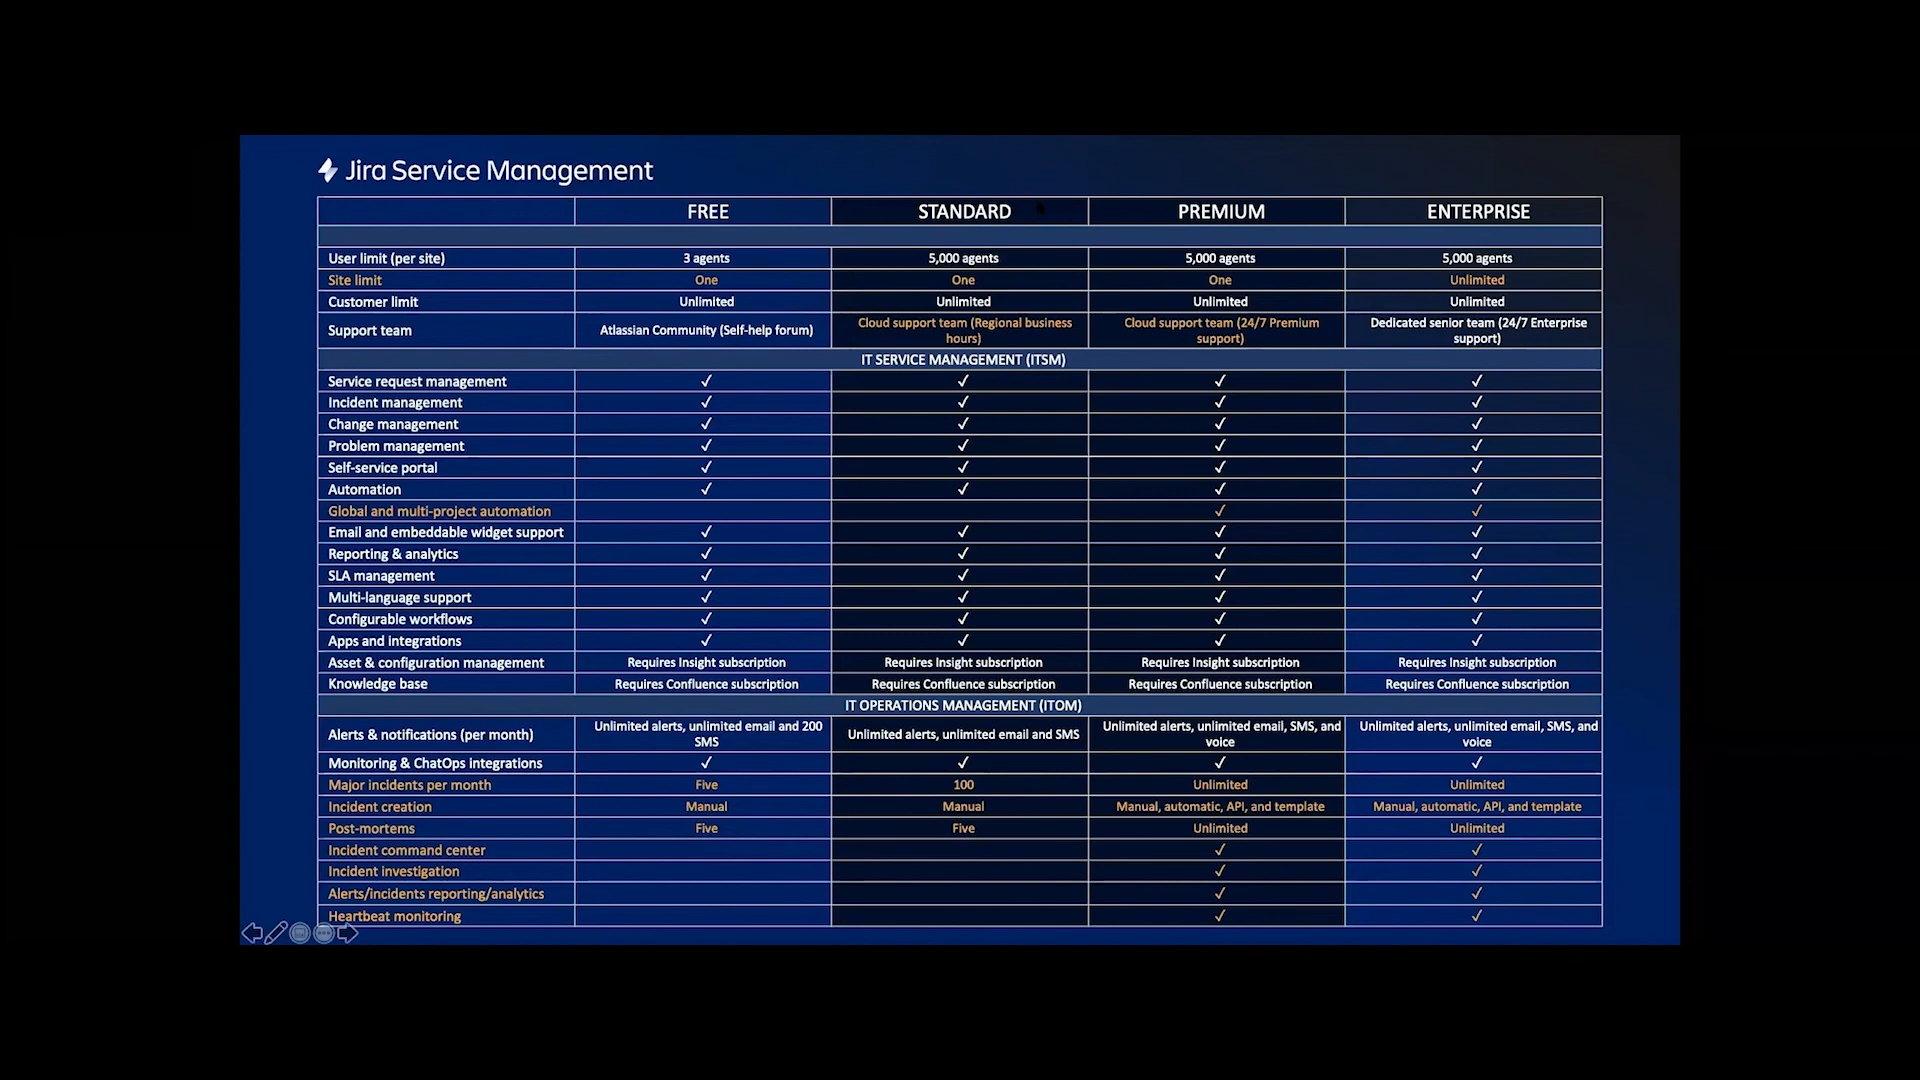 Jira Service Management
FREE STANDARD PREMIUM ENTERPRISE
User limit (per site) 3 agents 5,000 agents 5,000 agents 5,000 agents
Site limit One One One Unlimited
Customer limit Unlimited Unlimited Unlimited Unlimited
Support team Atlassian Community (Self-help forum) Cloud support team (Regional business hours) Cloud support team (24/7 Premium support) Dedicated senior team (24/7 Enterprise support)
IT SERVICE MANAGEMENT (ITSM)
Service request management ✓ ✓ ✓ ✓
Incident management ✓ ✓ ✓ ✓
Change management ✓ ✓ ✓ ✓
Problem management ✓ ✓ ✓ ✓
Self-service portal ✓ ✓ ✓ ✓
Automation ✓ ✓ ✓ ✓
Global and multi-project automation ✓ ✓
Email and embeddable widget support ✓ ✓ ✓ ✓
Reporting & analytics ✓ ✓ ✓ ✓
SLA management ✓ ✓ ✓ ✓
Multi-language support ✓ ✓ ✓ ✓
Configurable workflows ✓ ✓ ✓ ✓
Apps and integrations ✓ ✓ ✓ ✓
Asset & configuration management Requires Insight subscription Requires Insight subscription Requires Insight subscription Requires Insight subscription
Knowledge base Requires Confluence subscription Requires Confluence subscription Requires Confluence subscription Requires Confluence subscription
IT OPERATIONS MANAGEMENT (ITOM)
Alerts & notifications (per month) Unlimited alerts, unlimited email and 200 SMS Unlimited alerts, unlimited email and SMS Unlimited alerts, unlimited email, SMS, and voice Unlimited alerts, unlimited email, SMS, and voice
Monitoring & ChatOps integrations ✓ ✓ ✓ ✓
Major incidents per month Five 100 Unlimited Unlimited
Incident creation Manual Manual Manual, automatic, API, and template Manual, automatic, API, and template
Post-mortems Five Five Unlimited Unlimited
Incident command center ✓ ✓
Incident investigation ✓ ✓
Alerts/incidents reporting/analytics ✓ ✓
Heartbeat monitoring ✓ ✓